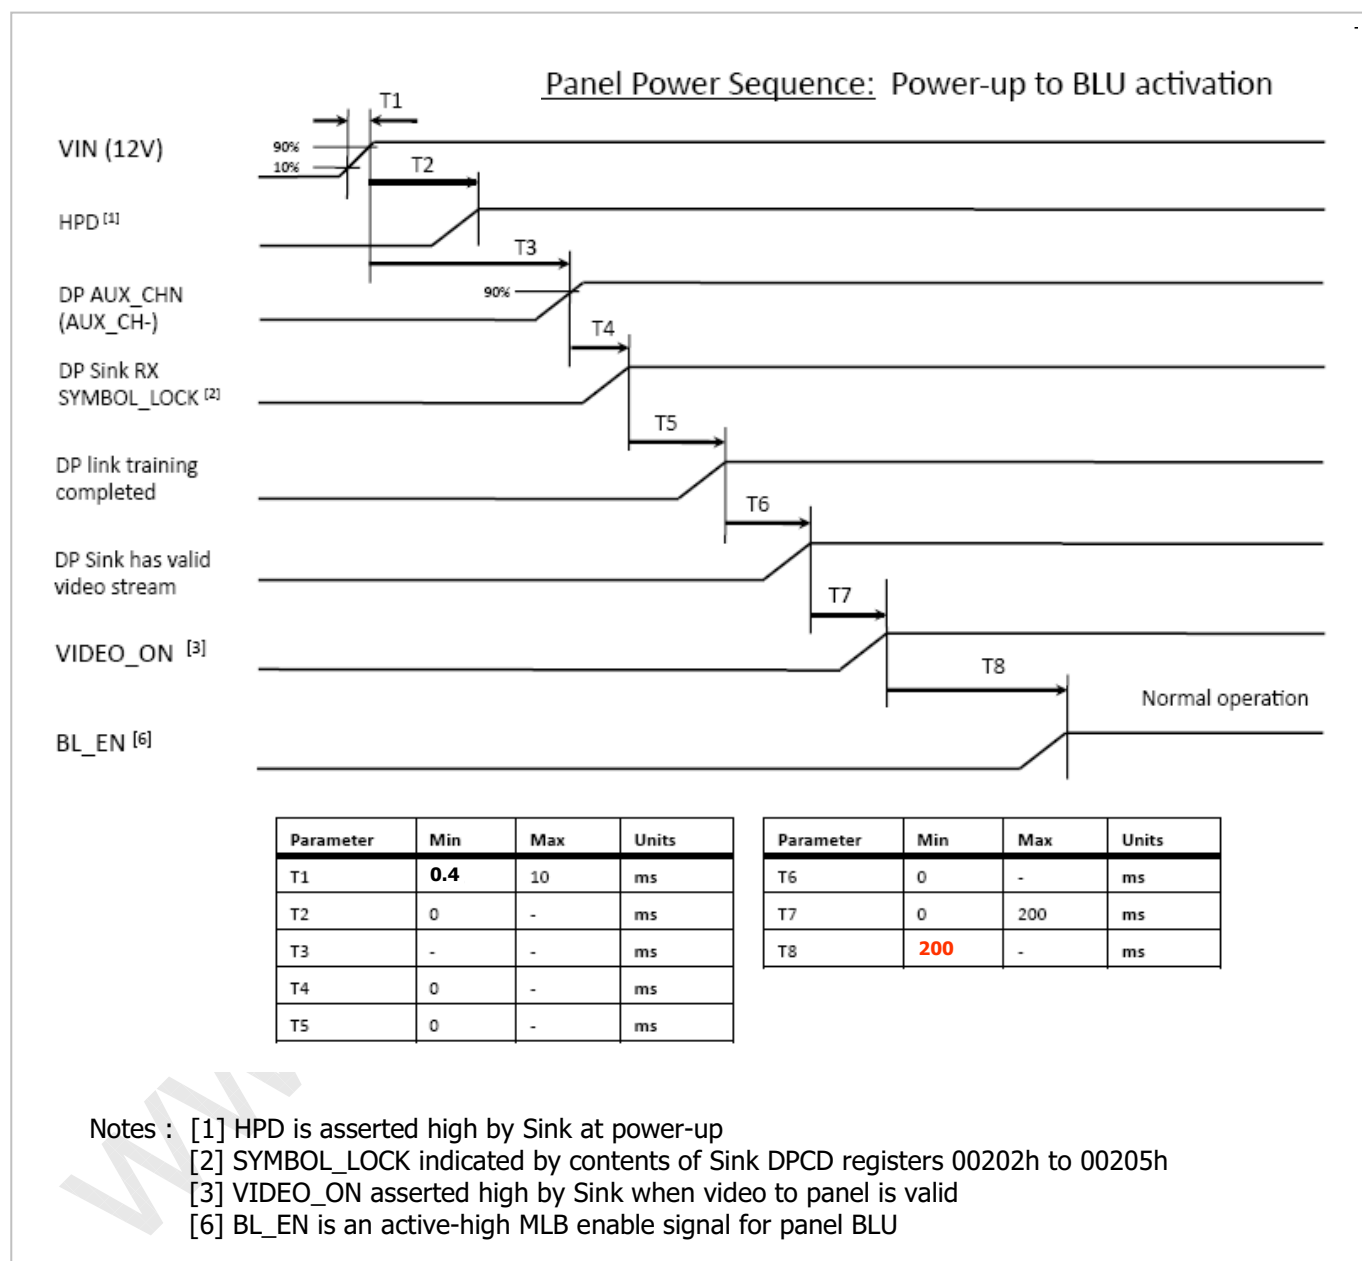 Panel Power Sequence: Power-up to BLU activation
T1
VIN (12V)
90%
10%
T2
HPD [1]
T3
DP AUX_CHN
(AUX_CH-)
90%
T4
DP Sink RX
SYMBOL_LOCK [2]
T5
DP link training
completed
T6
DP Sink has valid
video stream
T7
VIDEO_ON [3]
T8
Normal operation
BL_EN [6]
Parameter Min Max Units
T1 0.4 10 ms
T2 0 - ms
T3 - - ms
T4 0 - ms
T5 0 - ms
Parameter Min Max Units
T6 0 - ms
T7 0 200 ms
T8 200 - ms
Notes : [1] HPD is asserted high by Sink at power-up
[2] SYMBOL_LOCK indicated by contents of Sink DPCD registers 00202h to 00205h
[3] VIDEO_ON asserted high by Sink when video to panel is valid
[6] BL_EN is an active-high MLB enable signal for panel BLU